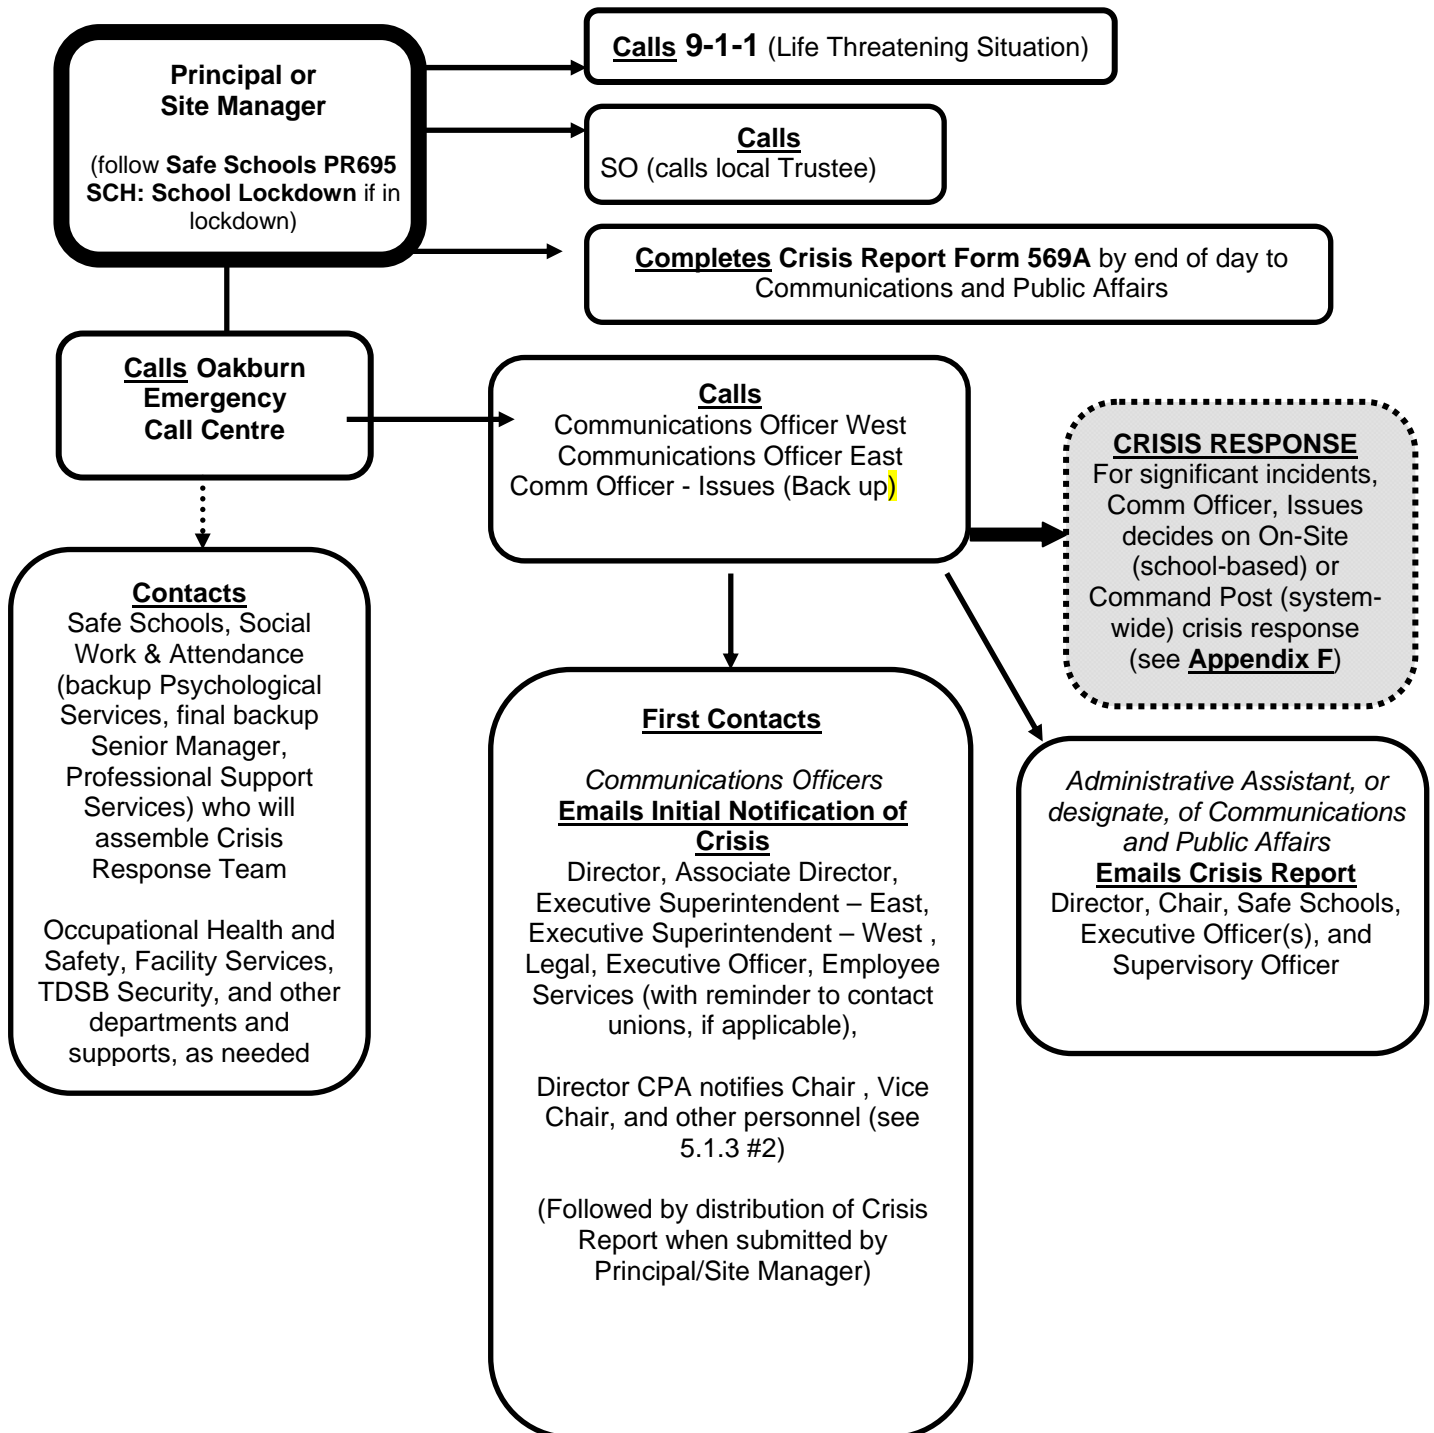 Principal or
Site Manager
(follow Safe Schools PR695
SCH: School Lockdown if in
lockdown)
Calls 9-1-1 (Life Threatening Situation)
Calls
SO (calls local Trustee)
Completes Crisis Report Form 569A by end of day to
Communications and Public Affairs
Calls Oakburn
Emergency
Call Centre
Calls
Communications Officer West
Communications Officer East
Comm Officer - Issues (Back up)
CRISIS RESPONSE
For significant incidents,
Comm Officer, Issues
decides on On-Site
(school-based) or
Command Post (system-
wide) crisis response
(see Appendix F)
Contacts
Safe Schools, Social
Work & Attendance
(backup Psychological
Services, final backup
Senior Manager,
Professional Support
Services) who will
assemble Crisis
Response Team
Occupational Health and
Safety, Facility Services,
TDSB Security, and other
departments and
supports, as needed
First Contacts
Communications Officers
Emails Initial Notification of
Crisis
Director, Associate Director,
Executive Superintendent – East,
Executive Superintendent – West ,
Legal, Executive Officer, Employee
Services (with reminder to contact
unions, if applicable),
Director CPA notifies Chair , Vice
Chair, and other personnel (see
5.1.3 #2)
(Followed by distribution of Crisis
Report when submitted by
Principal/Site Manager)
Administrative Assistant, or
designate, of Communications
and Public Affairs
Emails Crisis Report
Director, Chair, Safe Schools,
Executive Officer(s), and
Supervisory Officer